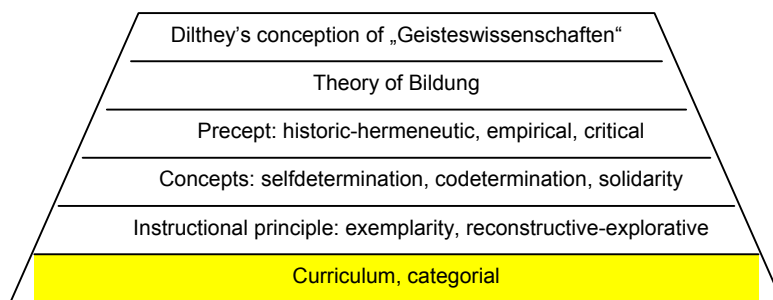 Dilthey's conception of „Geisteswissenschaften“
Theory of Bildung
Precept: historic-hermeneutic, empirical, critical
Concepts: selfdetermination, codetermination, solidarity
Instructional principle: exemplarity, reconstructive-explorative
Curriculum, categorial